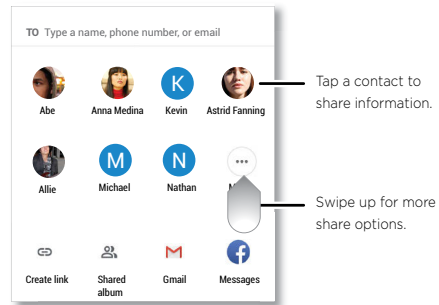 TO Type a name, phone number, or email
K
Abe Anna Medina Kevin Astrid Fanning
Tap a contact to
share information.
M N
Allie Michael Nathan
Swipe up for more
share options.
Create link Shared album Gmail Messages